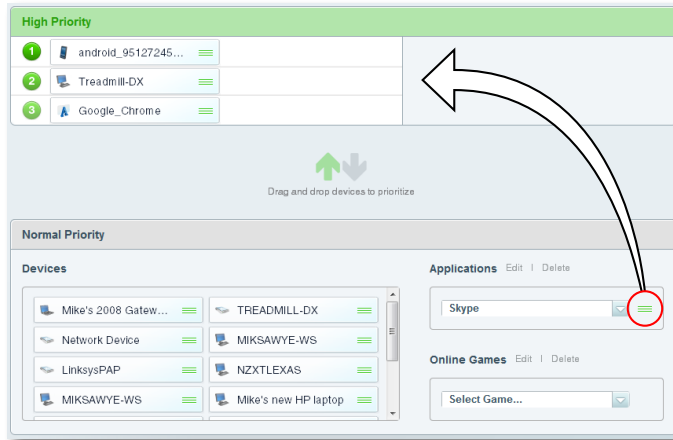 High Priority
1 android_95127245...
2 Treadmill-DX
3 Google_Chrome
Drag and drop devices to prioritize
Normal Priority
Devices
Mike's 2008 Gatew... TREADMILL-DX
Network Device MIKSAWYE-WS
LinksysPAP NZXTLEXAS
MIKSAWYE-WS Mike's new HP laptop
Applications Edit | Delete
Skype
Online Games Edit | Delete
Select Game...